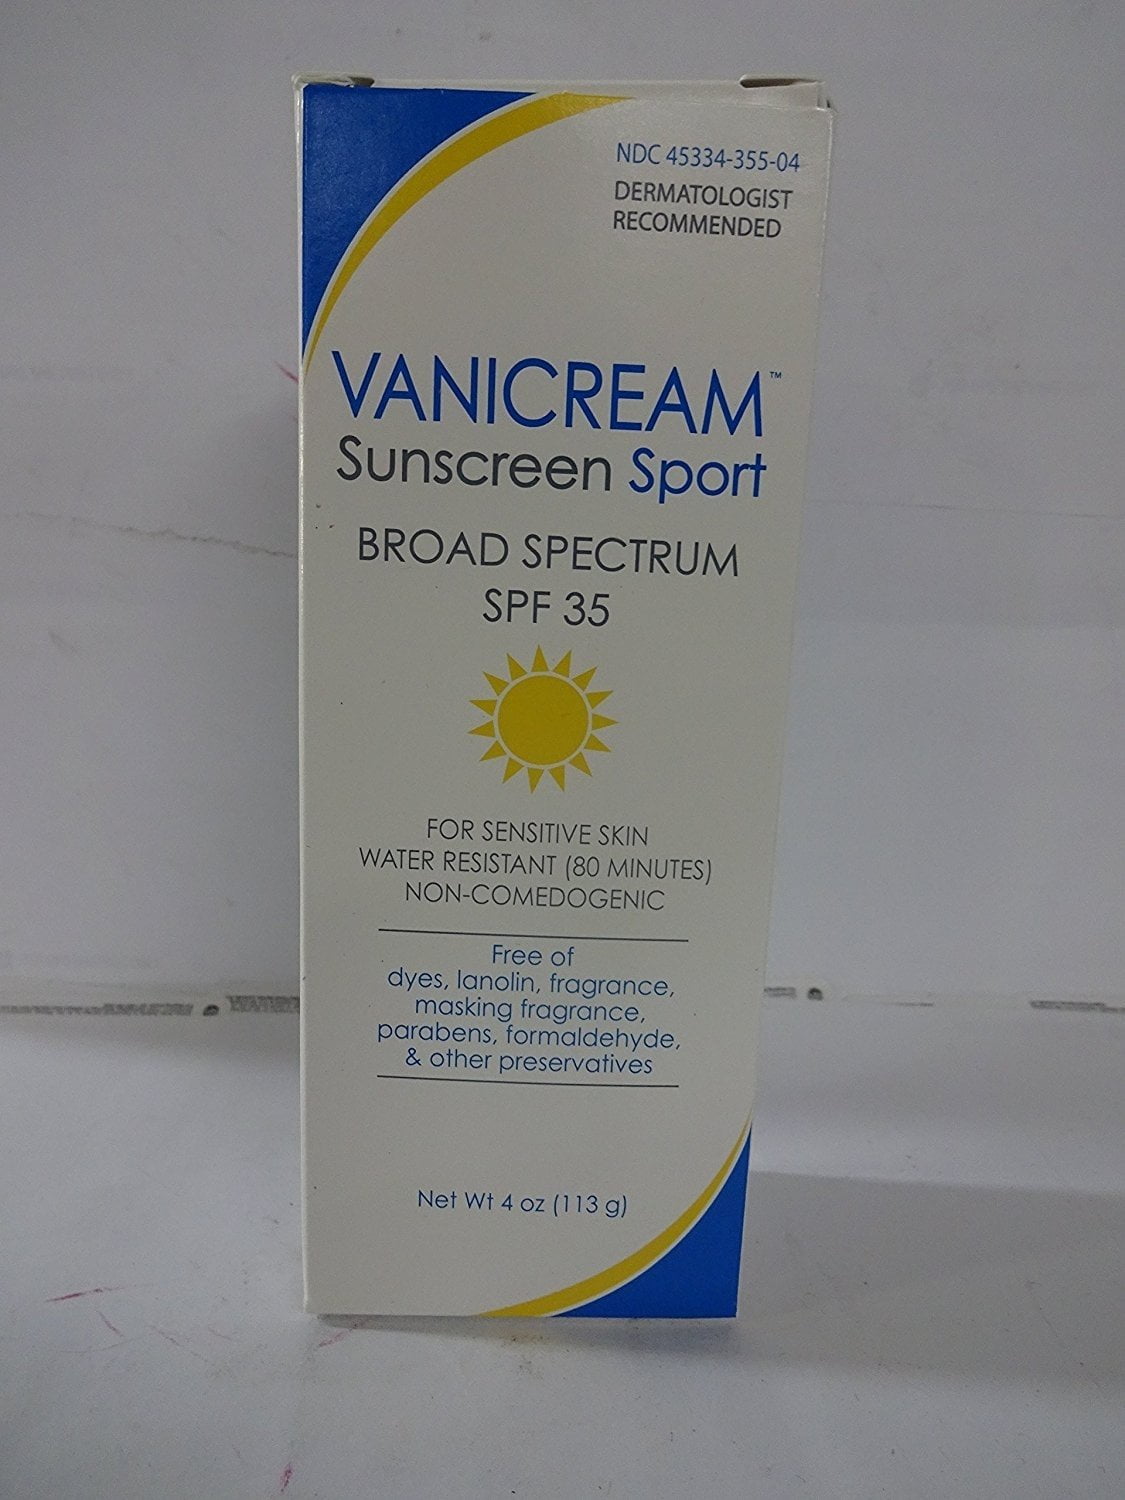 NDC 45334-355-04
DERMATOLOGIST
RECOMMENDED
VANICREAM™
Sunscreen Sport
BROAD SPECTRUM
SPF 35
FOR SENSITIVE SKIN
WATER RESISTANT (80 MINUTES)
NON-COMEDOGENIC
Free of
dyes, lanolin, fragrance,
masking fragrance,
parabens, formaldehyde,
& other preservatives
Net Wt 4 oz (113 g)